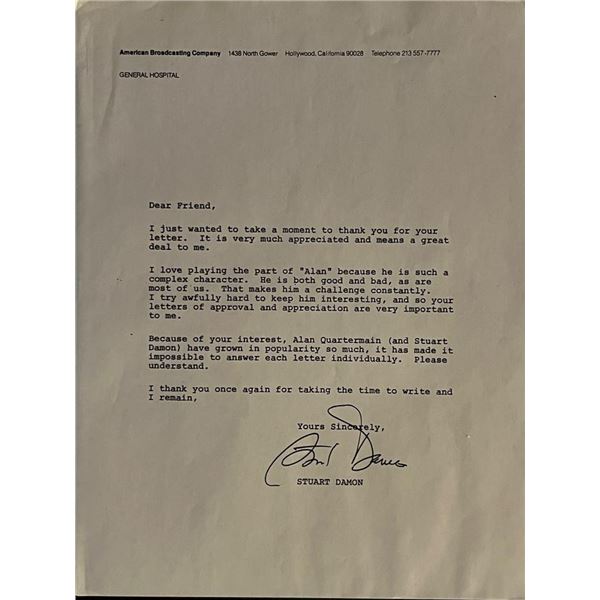 American Broadcasting Company 1438 North Gower Hollywood, California 90028 Telephone 213 557-7777
GENERAL HOSPITAL
Dear Friend,
I just wanted to take a moment to thank you for your
letter. It is very much appreciated and means a great
deal to me.
I love playing the part of "Alan" because he is such a
complex character. He is both good and bad, as are
most of us. That makes him a challenge constantly.
I try awfully hard to keep him interesting, and so your
letters of approval and appreciation are very important
to me.
Because of your interest, Alan Quartermain (and Stuart
Damon) have grown in popularity so much, it has made it
impossible to answer each letter individually. Please
understand.
I thank you once again for taking the time to write and
I remain,
Yours Sincerely,
Stuart Damon
STUART DAMON